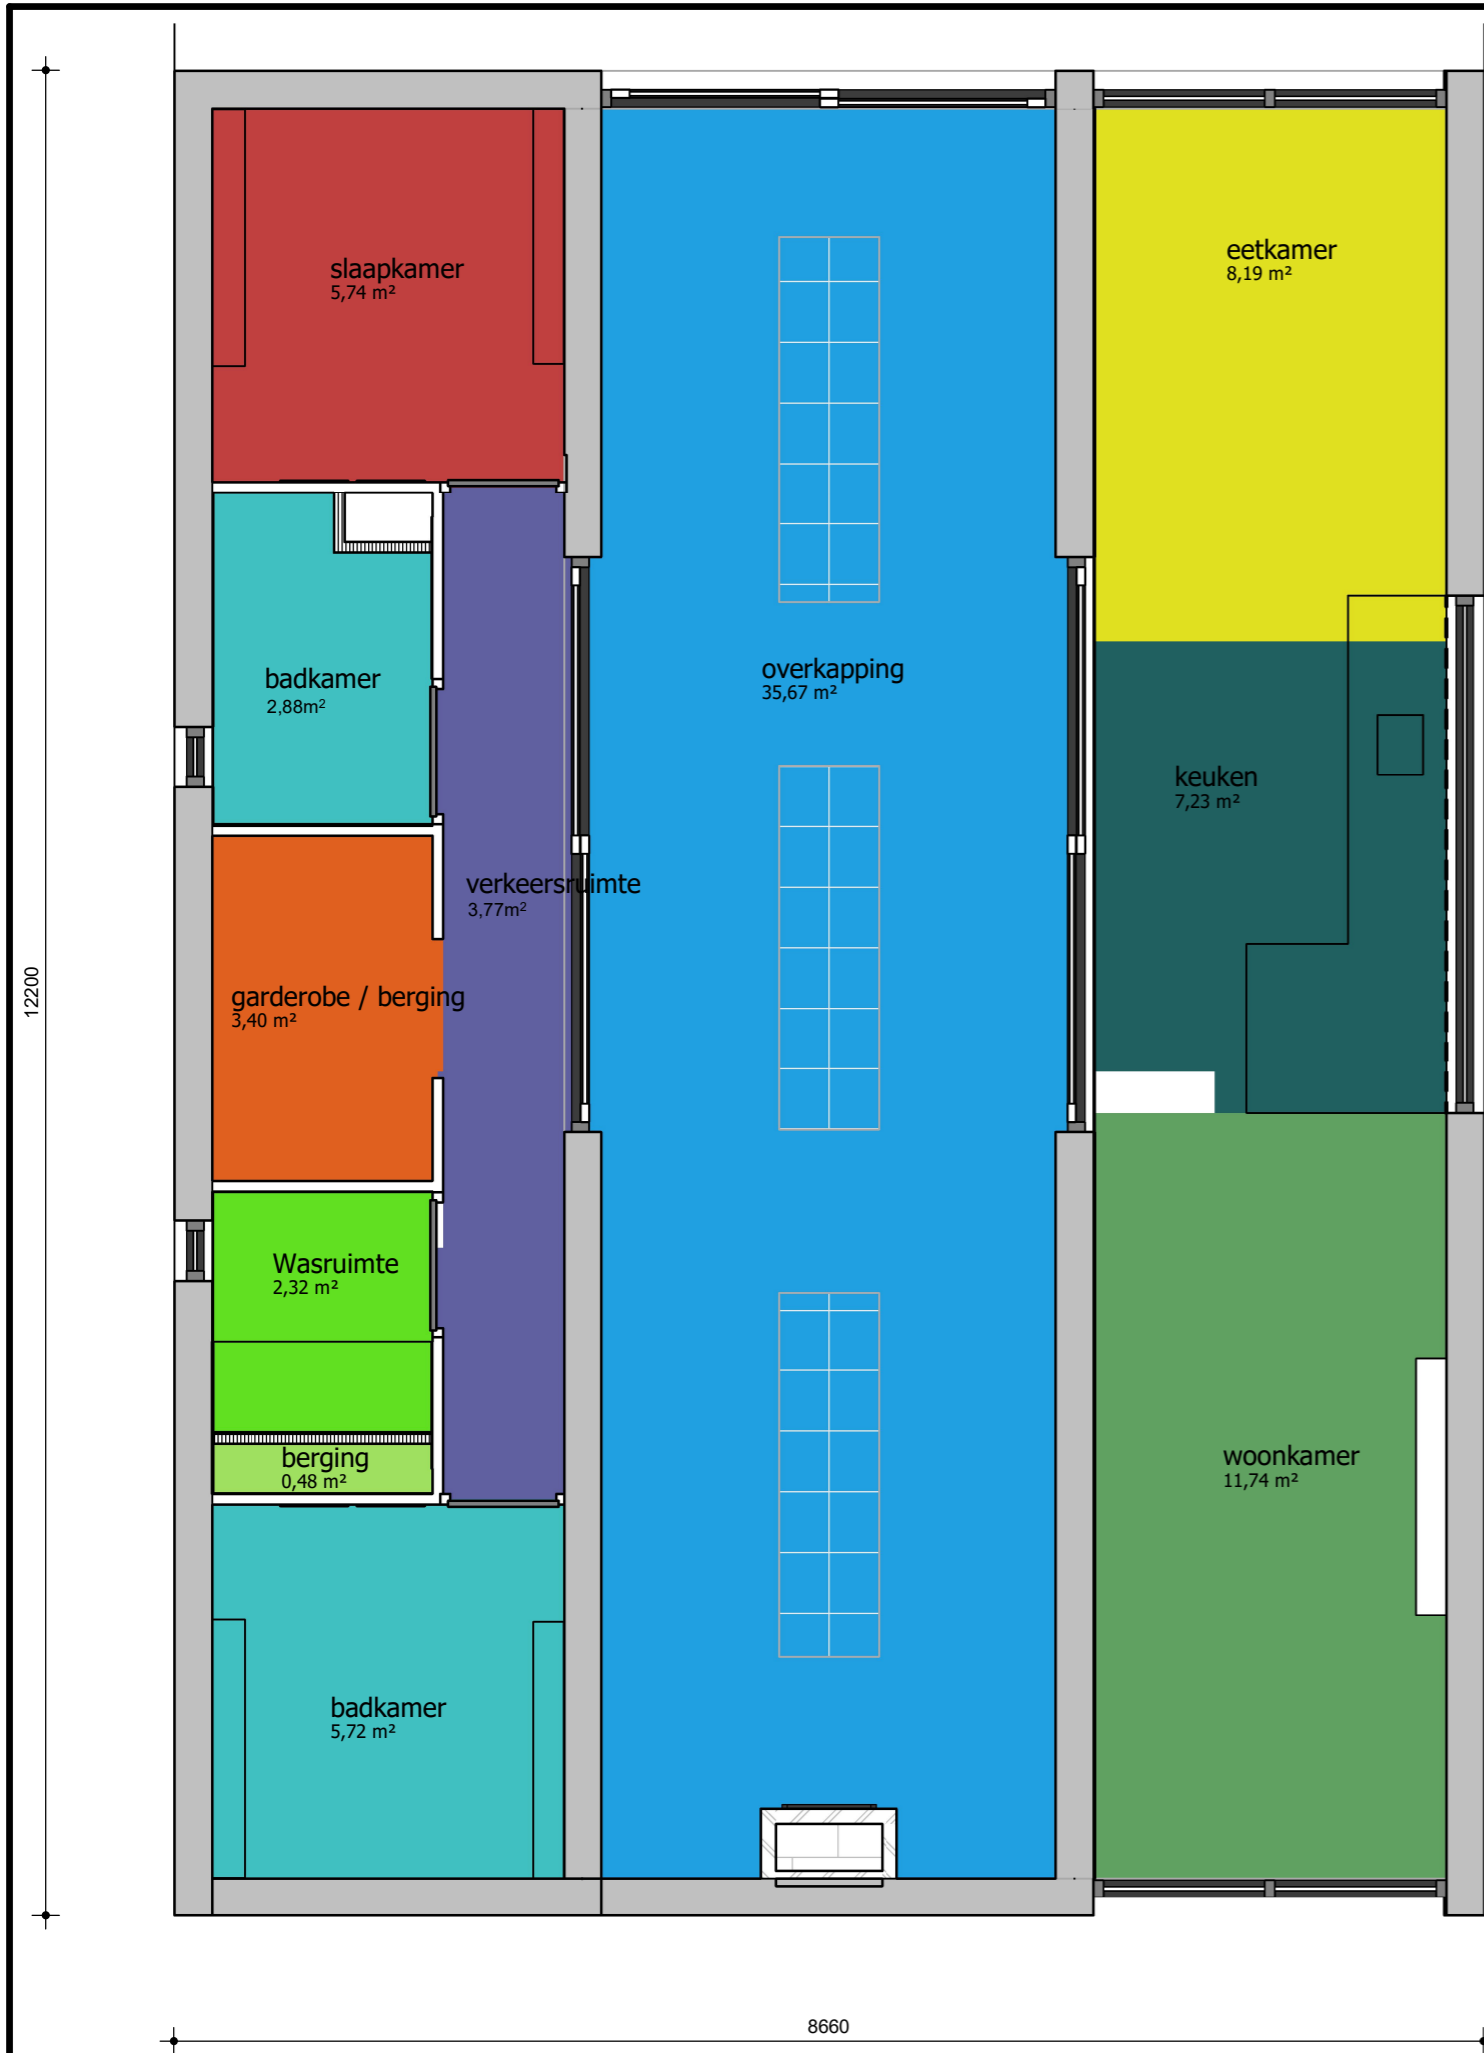 slaapkamer
5,74 m²
eetkamer
8,19 m²
badkamer
2,88m²
overkapping
35,67 m²
keuken
7,23 m²
verkeersruimte
3,77m²
garderobe / berging
3,40 m²
12200
Wasruimte
2,32 m²
berging
0,48 m²
woonkamer
11,74 m²
badkamer
5,72 m²
8660